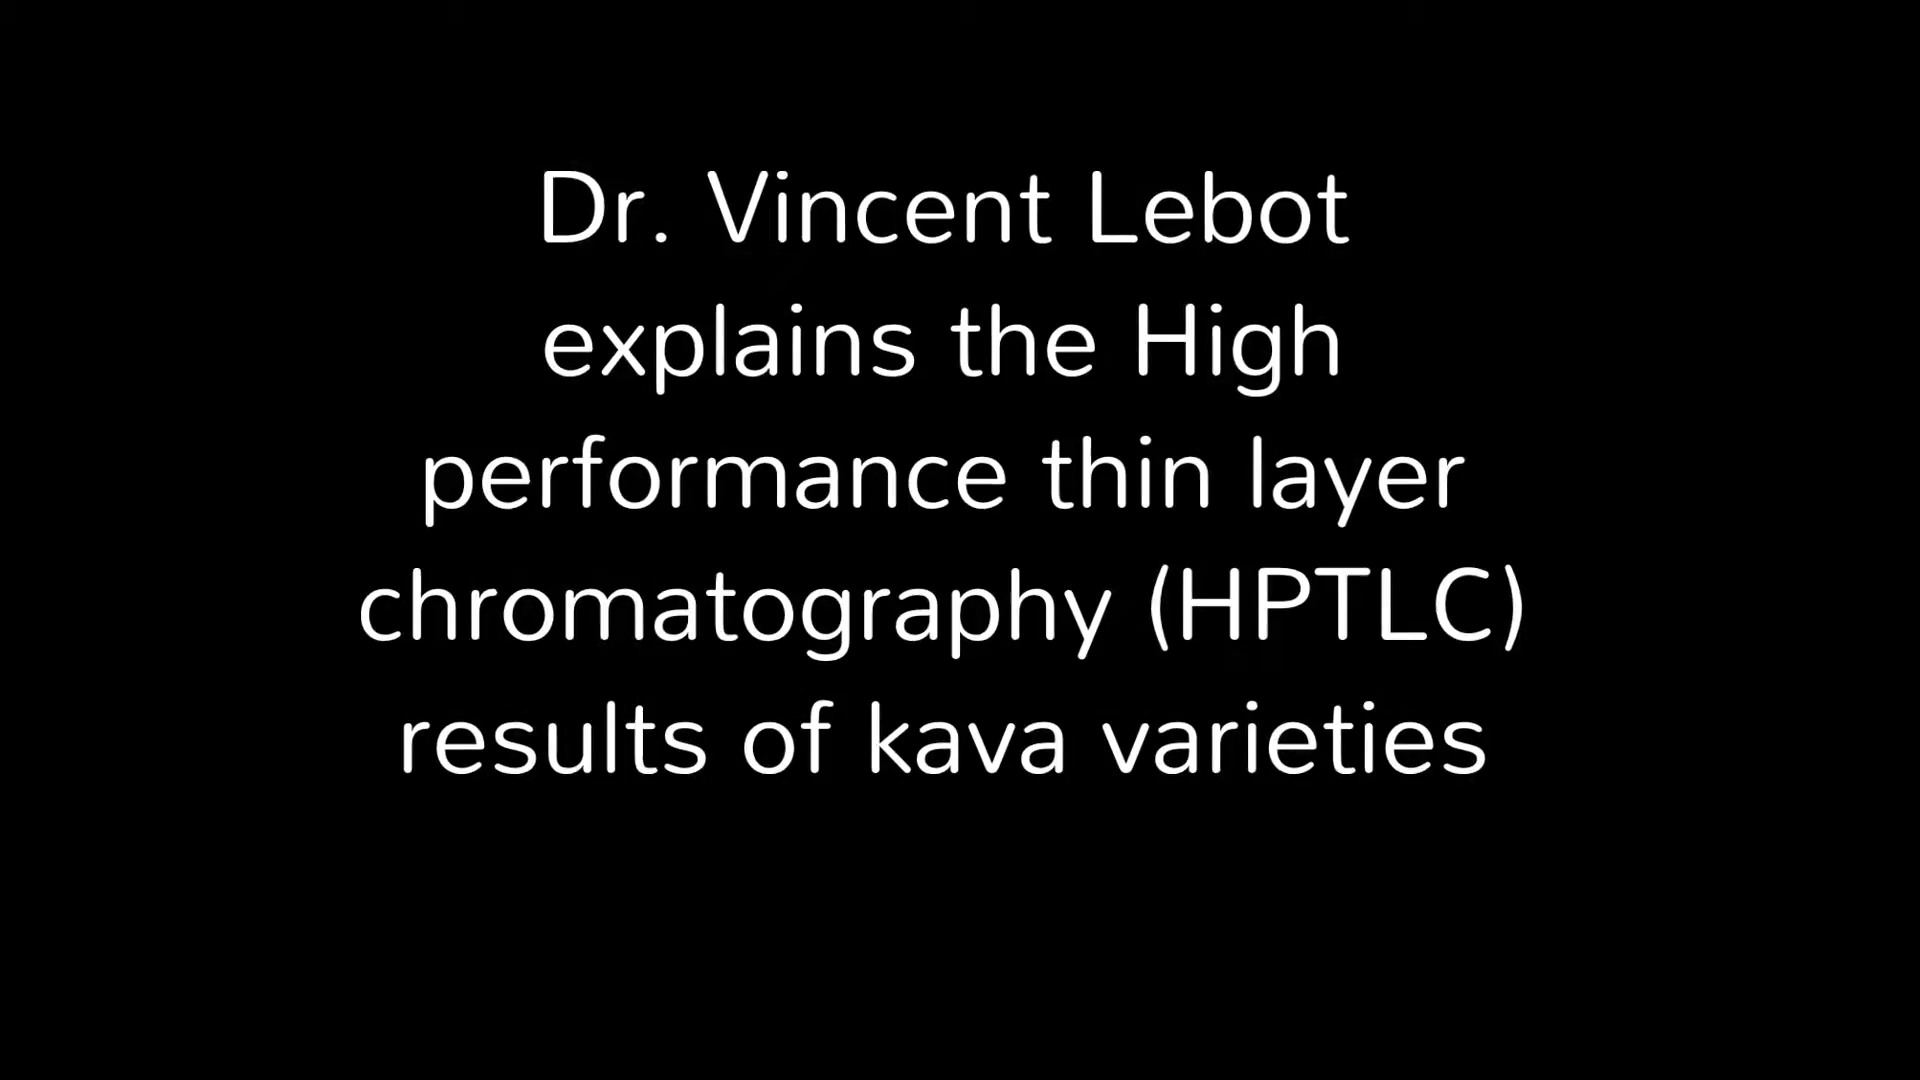 Dr. Vincent Lebot
explains the High
performance thin layer
chromatography (HPTLC)
results of kava varieties